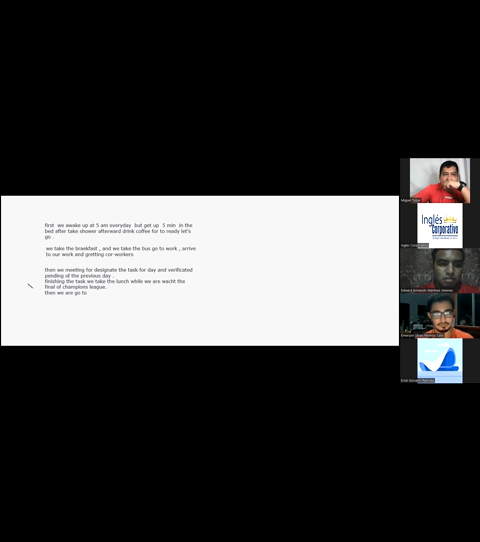 first we awake up at 5 am everyday but get up 5 min in the
bed after take shower afterward drink coffee for to ready let's
go .
we take the braekfast , and we take the bus go to work , arrive
to our work and gretting cor-workers
then we meeting for designate the task for day and verificated
pending of the previous day .
finishing the task we take the lunch while we are wacht the
final of champions league.
then we are go to
Inglés
corporativo